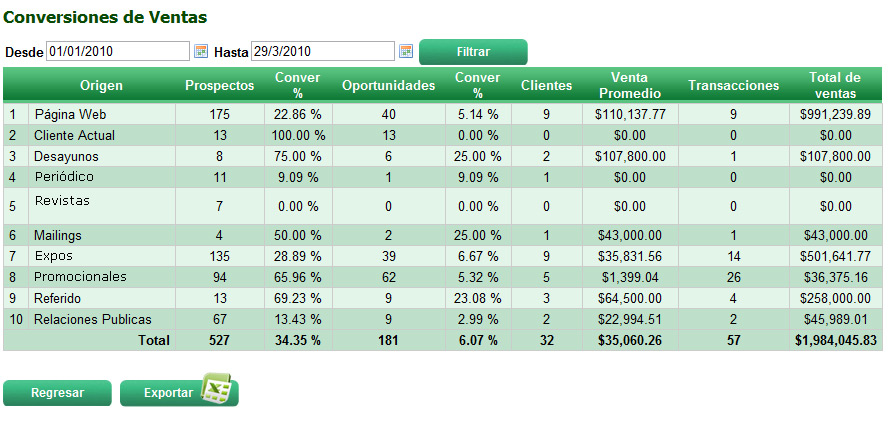 Conversiones de Ventas
Desde 01/01/2010 Hasta 29/3/2010 Filtrar
Origen Prospectos Conver % Oportunidades Conver % Clientes Venta Promedio Transacciones Total de ventas
1 Página Web 175 22.86 % 40 5.14 % 9 $110,137.77 9 $991,239.89
2 Cliente Actual 13 100.00 % 13 0.00 % 0 $0.00 0 $0.00
3 Desayunos 8 75.00 % 6 25.00 % 2 $107,800.00 1 $107,800.00
4 Periódico 11 9.09 % 1 9.09 % 1 $0.00 0 $0.00
5 Revistas 7 0.00 % 0 0.00 % 0 $0.00 0 $0.00
6 Mailings 4 50.00 % 2 25.00 % 1 $43,000.00 1 $43,000.00
7 Expos 135 28.89 % 39 6.67 % 9 $35,831.56 14 $501,641.77
8 Promocionales 94 65.96 % 62 5.32 % 5 $1,399.04 26 $36,375.16
9 Referido 13 69.23 % 9 23.08 % 3 $64,500.00 4 $258,000.00
10 Relaciones Publicas 67 13.43 % 9 2.99 % 2 $22,994.51 2 $45,989.01
Total 527 34.35 % 181 6.07 % 32 $35,060.26 57 $1,984,045.83
Regresar Exportar